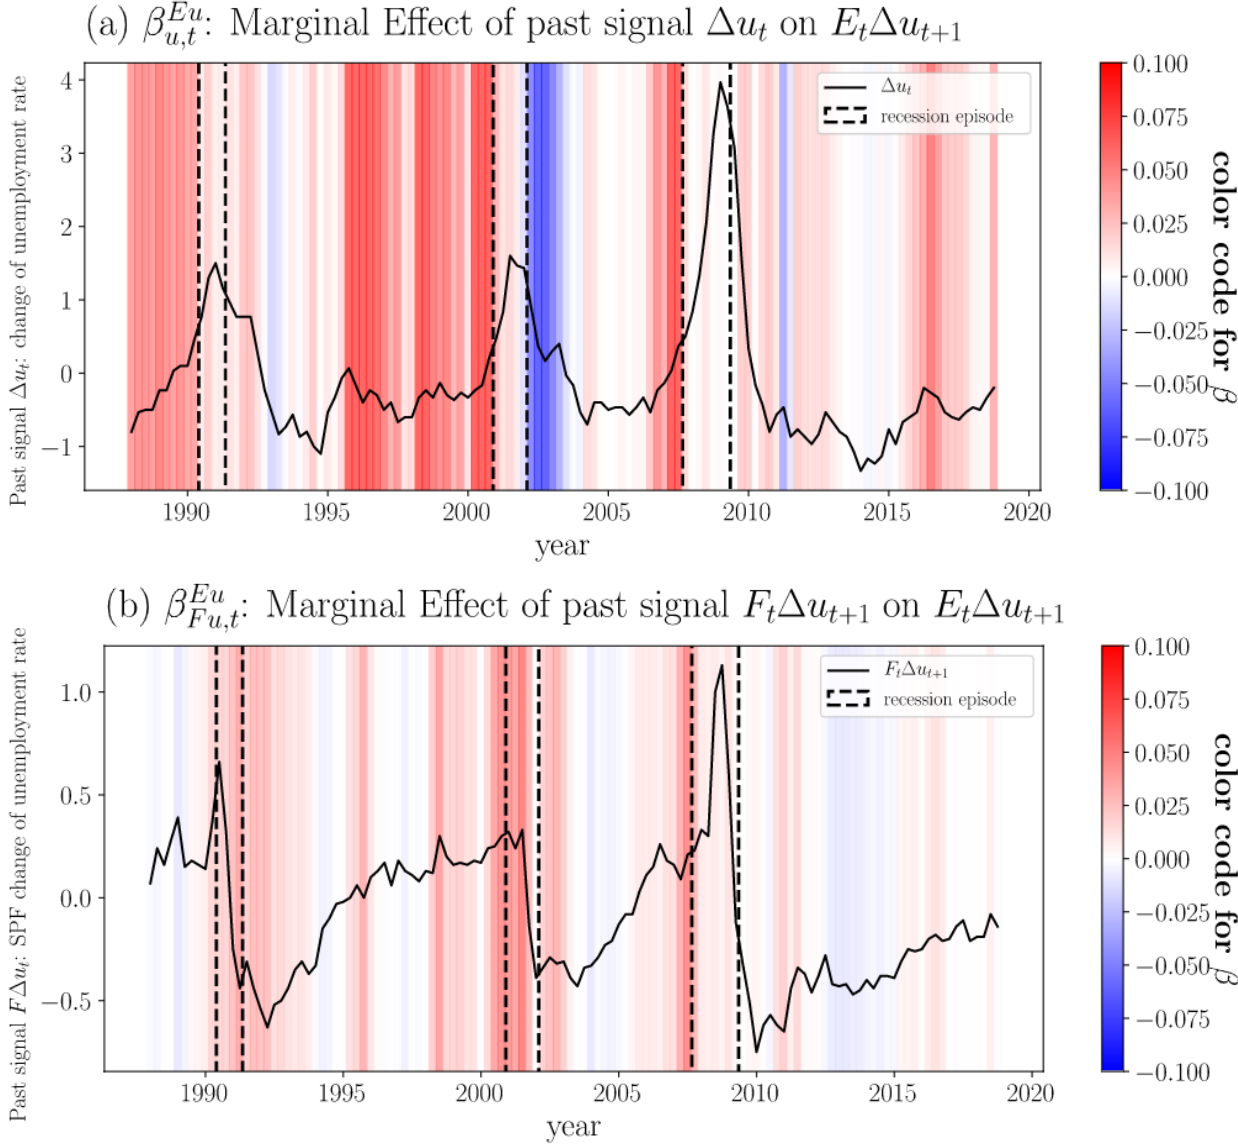 (a) $\beta_{u,t}^{Eu}$: Marginal Effect of past signal $\Delta u_t$ on $E_t \Delta u_{t+1}$
Past signal $\Delta u_t$: change of unemployment rate
4
3
2
1
0
−1
$\Delta u_t$
recession episode
1990 1995 2000 2005 2010 2015 2020
year
0.100
0.075
0.050
0.025
0.000
−0.025
−0.050
−0.075
−0.100
color code for $\beta$
(b) $\beta_{Fu,t}^{Eu}$: Marginal Effect of past signal $F_t \Delta u_{t+1}$ on $E_t \Delta u_{t+1}$
Past signal $F\Delta u_t$: SPF change of unemployment rate
1.0
0.5
0.0
−0.5
$F_t \Delta u_{t+1}$
recession episode
1990 1995 2000 2005 2010 2015 2020
year
0.100
0.075
0.050
0.025
0.000
−0.025
−0.050
−0.075
−0.100
color code for $\beta$